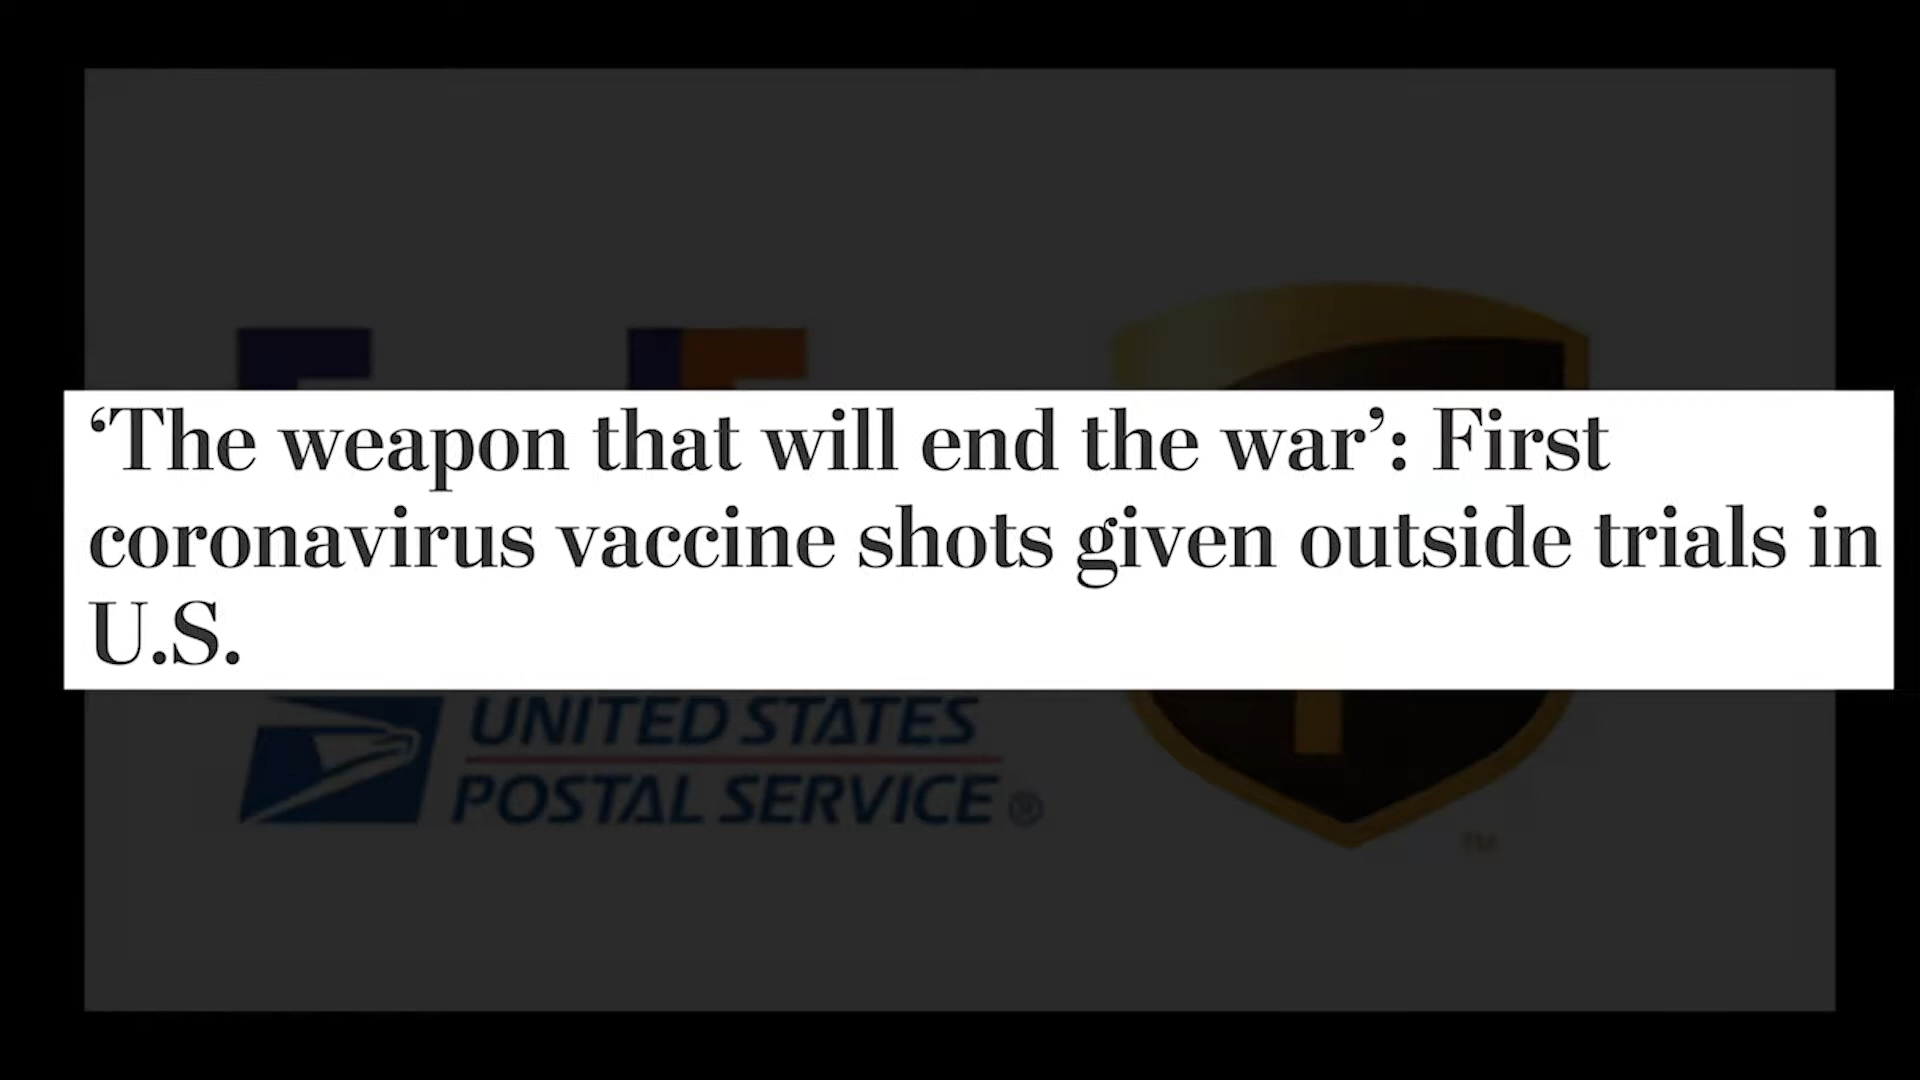 ‘The weapon that will end the war’: First
coronavirus vaccine shots given outside trials in
U.S.
UNITED STATES
POSTAL SERVICE ®
TM